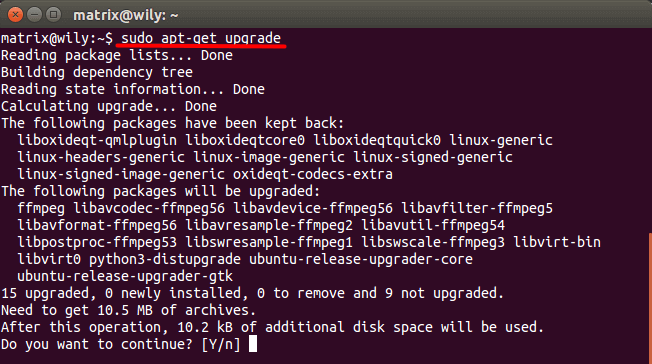 matrix@wily: ~
matrix@wily:~$ sudo apt-get upgrade
Reading package lists... Done
Building dependency tree
Reading state information... Done
Calculating upgrade... Done
The following packages have been kept back:
  liboxideqt-qmlplugin liboxideqtcore0 liboxideqtquick0 linux-generic
  linux-headers-generic linux-image-generic linux-signed-generic
  linux-signed-image-generic oxideqt-codecs-extra
The following packages will be upgraded:
  ffmpeg libavcodec-ffmpeg56 libavdevice-ffmpeg56 libavfilter-ffmpeg5
  libavformat-ffmpeg56 libavresample-ffmpeg2 libavutil-ffmpeg54
  libpostproc-ffmpeg53 libswresample-ffmpeg1 libswscale-ffmpeg3 libvirt-bin
  libvirt0 python3-distupgrade ubuntu-release-upgrader-core
  ubuntu-release-upgrader-gtk
15 upgraded, 0 newly installed, 0 to remove and 9 not upgraded.
Need to get 10.5 MB of archives.
After this operation, 10.2 kB of additional disk space will be used.
Do you want to continue? [Y/n]